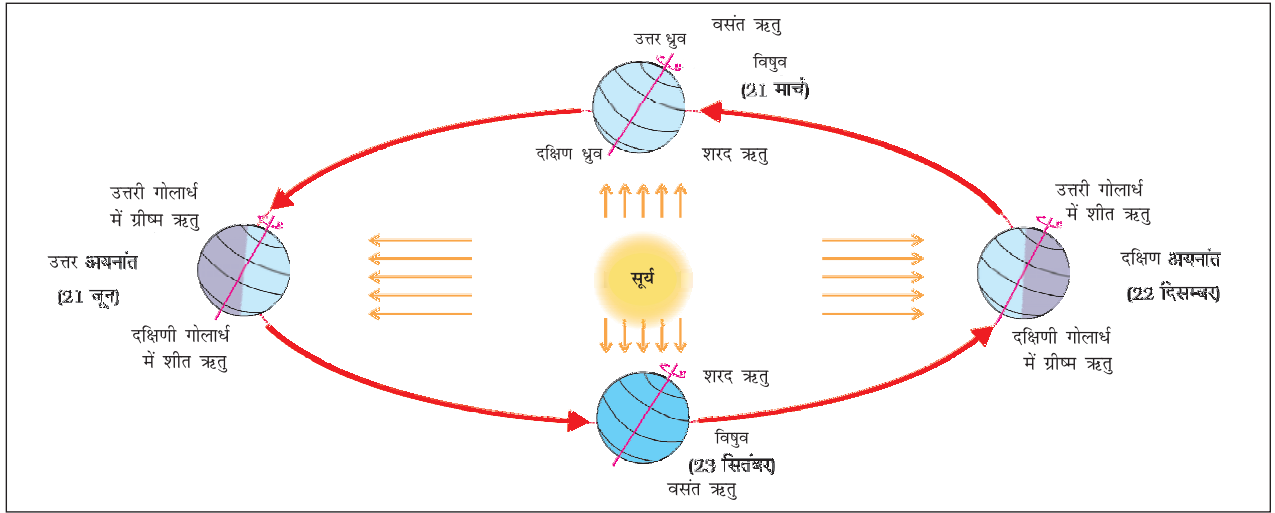 वसंत ऋतु
उत्तर ध्रुव
विषुव
(21 मार्च)
दक्षिण ध्रुव
शरद ऋतु
उत्तरी गोलार्ध
में ग्रीष्म ऋतु
उत्तर अयनांत
(21 जून)
दक्षिणी गोलार्ध
में शीत ऋतु
सूर्य
उत्तरी गोलार्ध
में शीत ऋतु
दक्षिण अयनांत
(22 दिसम्बर)
दक्षिणी गोलार्ध
में ग्रीष्म ऋतु
शरद ऋतु
विषुव
(23 सितंबर)
वसंत ऋतु